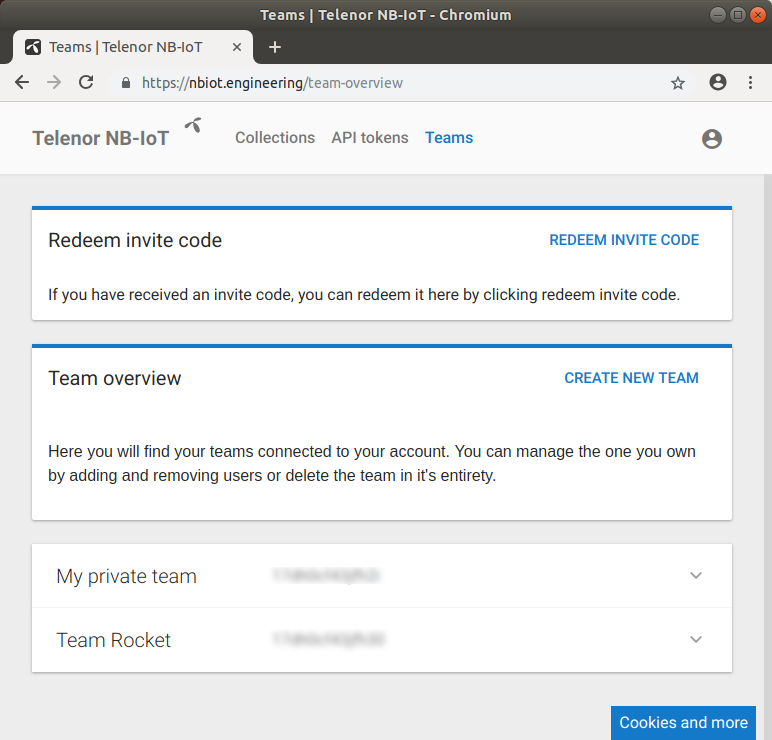 Teams | Telenor NB-IoT - Chromium
Teams | Telenor NB-IoT
https://nbiot.engineering/team-overview
Telenor NB-IoT Collections API tokens Teams
Redeem invite code REDEEM INVITE CODE
If you have received an invite code, you can redeem it here by clicking redeem invite code.
Team overview CREATE NEW TEAM
Here you will find your teams connected to your account. You can manage the one you own
by adding and removing users or delete the team in it's entirety.
My private team
Team Rocket
Cookies and more